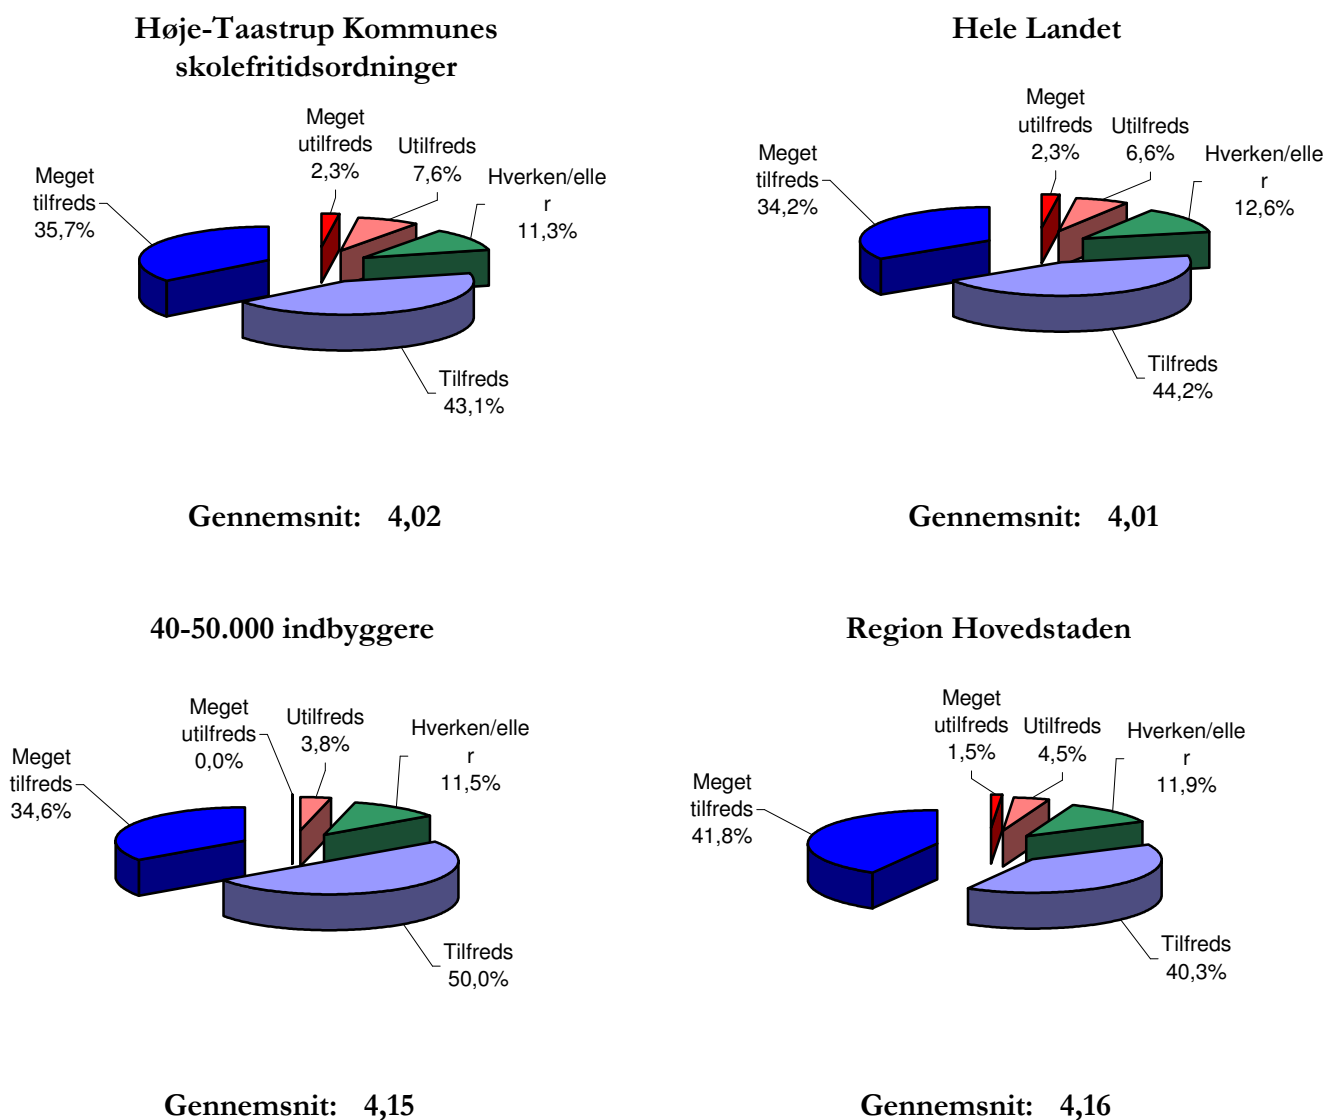 Høje-Taastrup Kommunes
skolefritidsordninger
Meget
utilfreds
2,3%
Utilfreds
7,6%
Hverken/elle
r
11,3%
Meget
tilfreds
35,7%
Tilfreds
43,1%
Gennemsnit: 4,02
Hele Landet
Meget
utilfreds
2,3%
Utilfreds
6,6%
Hverken/elle
r
12,6%
Meget
tilfreds
34,2%
Tilfreds
44,2%
Gennemsnit: 4,01
40-50.000 indbyggere
Meget
utilfreds
0,0%
Utilfreds
3,8%
Hverken/elle
r
11,5%
Meget
tilfreds
34,6%
Tilfreds
50,0%
Gennemsnit: 4,15
Region Hovedstaden
Meget
utilfreds
1,5%
Utilfreds
4,5%
Hverken/elle
r
11,9%
Meget
tilfreds
41,8%
Tilfreds
40,3%
Gennemsnit: 4,16